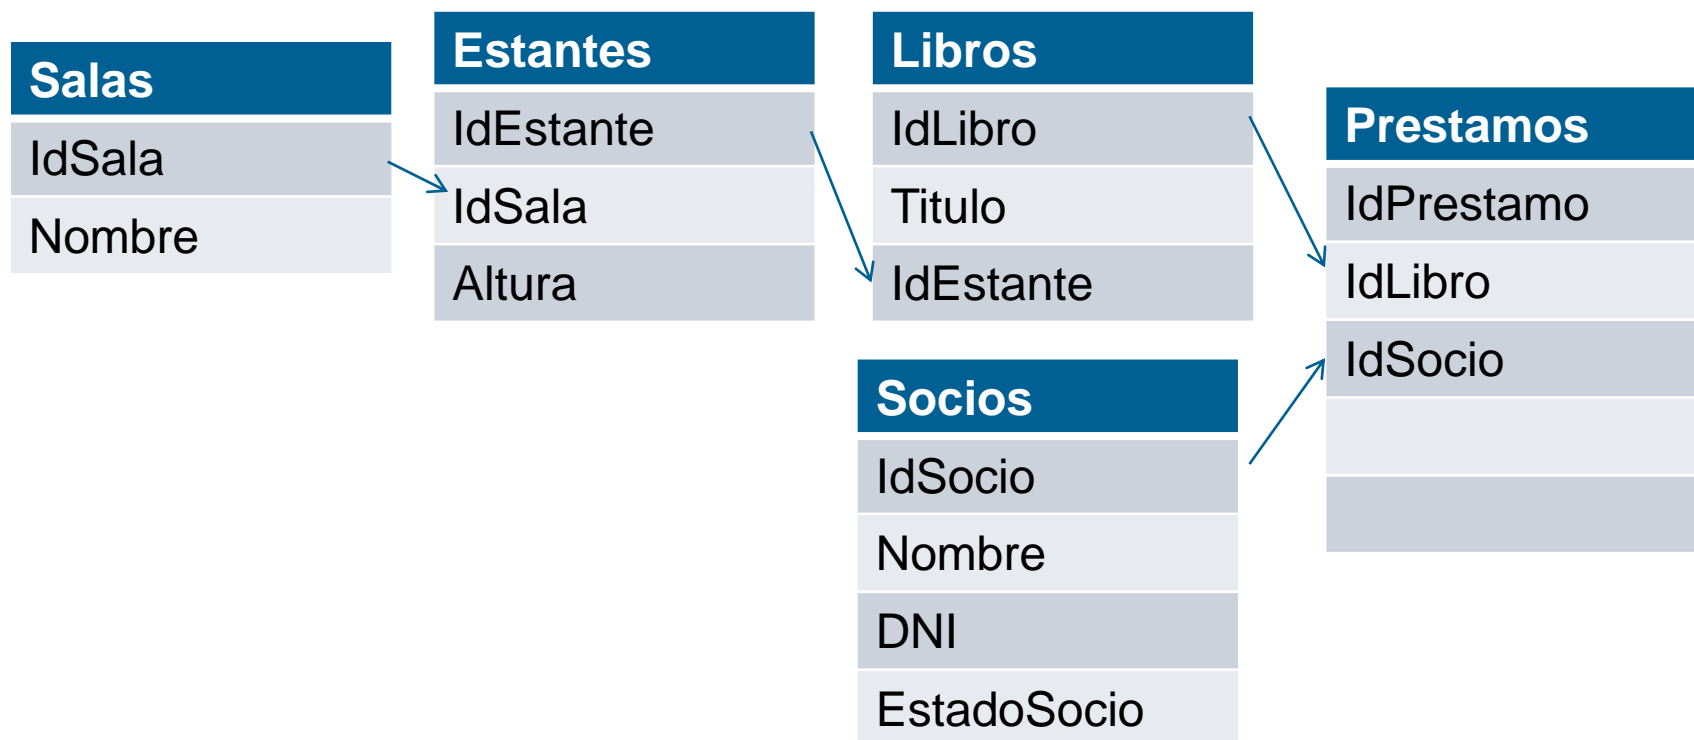 Salas
IdSala
Nombre
Estantes
IdEstante
IdSala
Altura
Libros
IdLibro
Titulo
IdEstante
Prestamos
IdPrestamo
IdLibro
IdSocio
Socios
IdSocio
Nombre
DNI
EstadoSocio